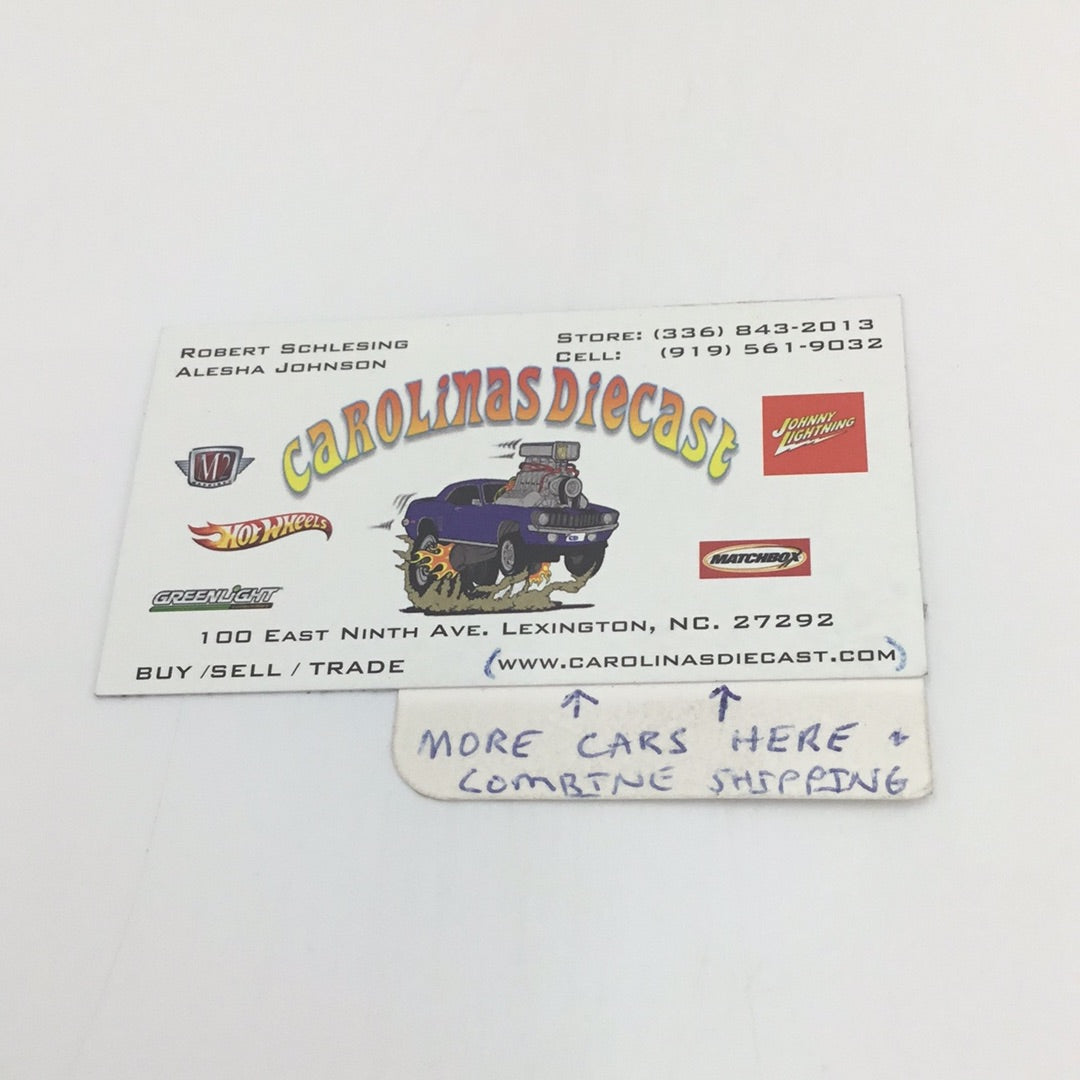 ROBERT SCHLESING
ALESHA JOHNSON
STORE: (336) 843-2013
CELL: (919) 561-9032
CAROLINAS DIECAST
M2
JOHNNY
LIGHTNING
HOT WHEELS
MATCHBOX
GREENLIGHT
100 EAST NINTH AVE. LEXINGTON, NC. 27292
BUY /SELL / TRADE
(WWW.CAROLINASDIECAST.COM)
↑ ↑
MORE CARS HERE +
COMBINE SHIPPING